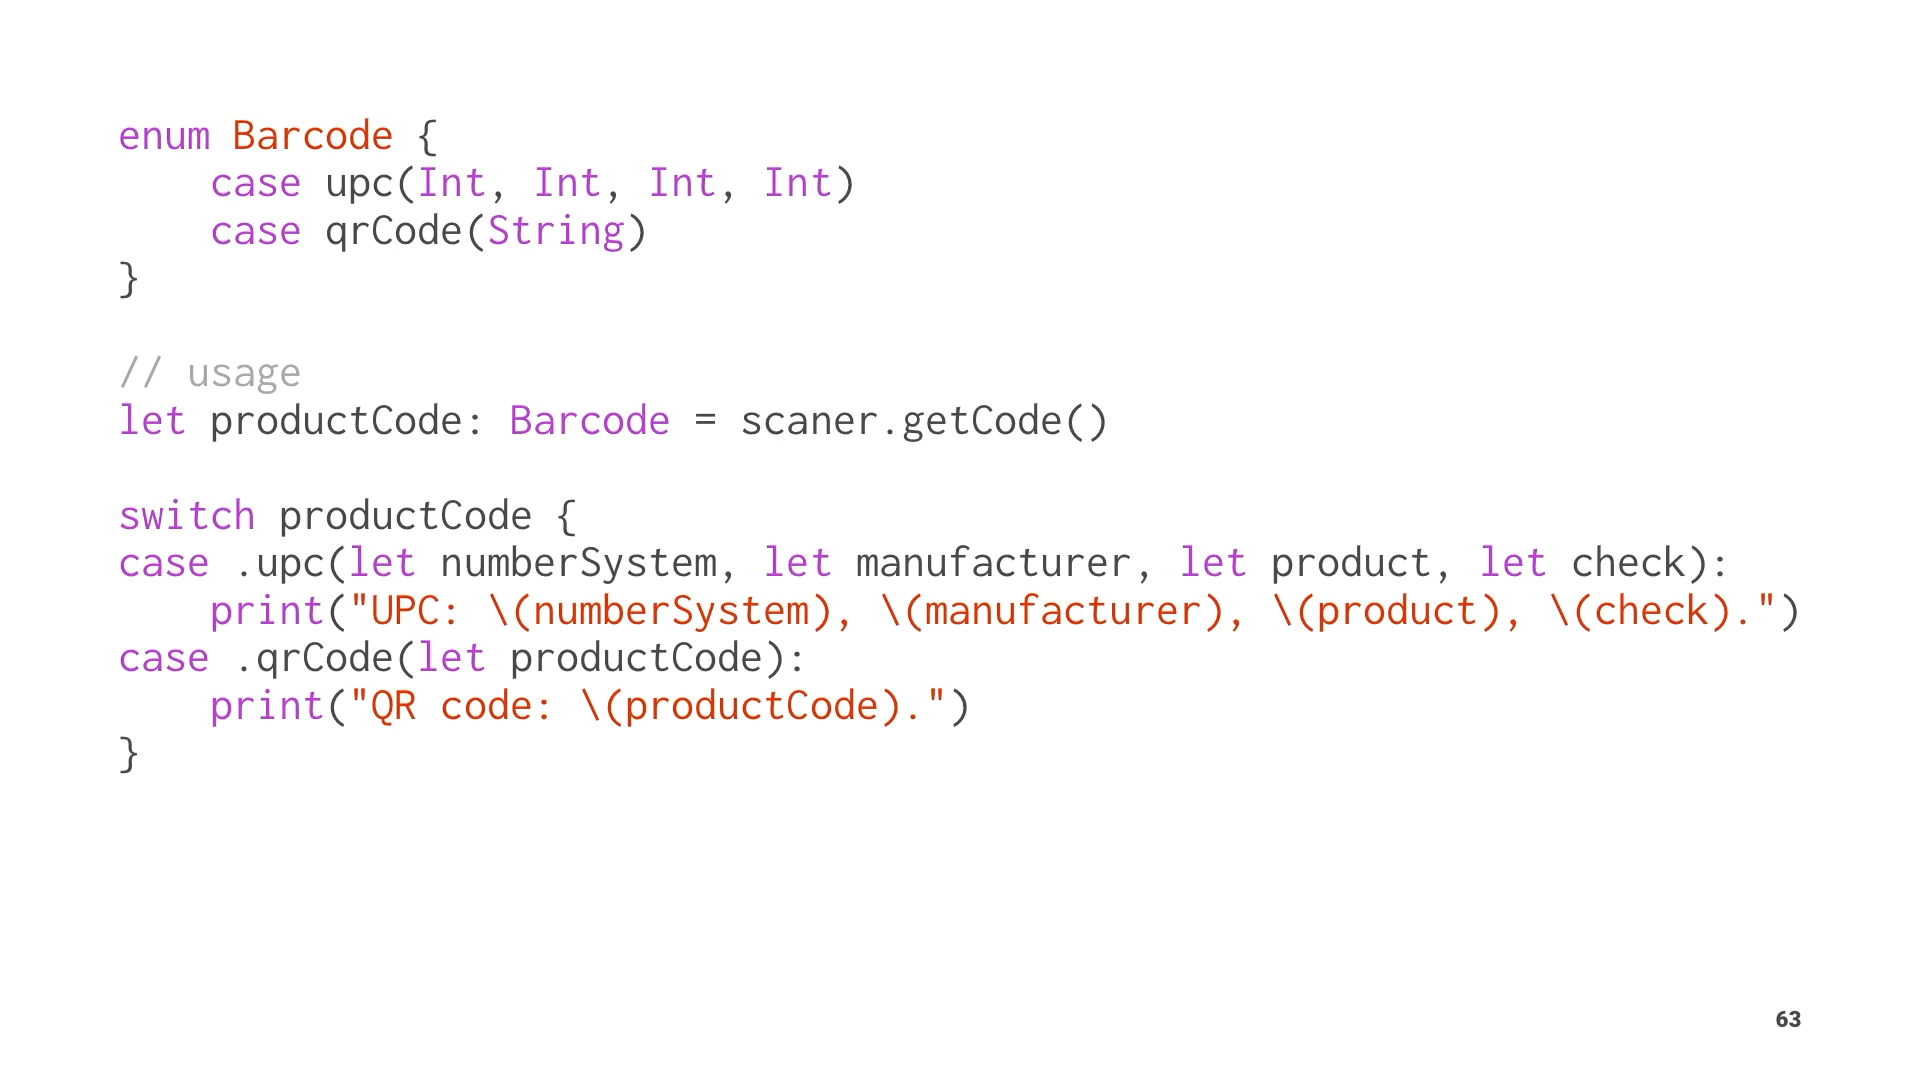 enum Barcode {
    case upc(Int, Int, Int, Int)
    case qrCode(String)
}

// usage
let productCode: Barcode = scaner.getCode()

switch productCode {
case .upc(let numberSystem, let manufacturer, let product, let check):
    print("UPC: \(numberSystem), \(manufacturer), \(product), \(check).")
case .qrCode(let productCode):
    print("QR code: \(productCode).")
}
63